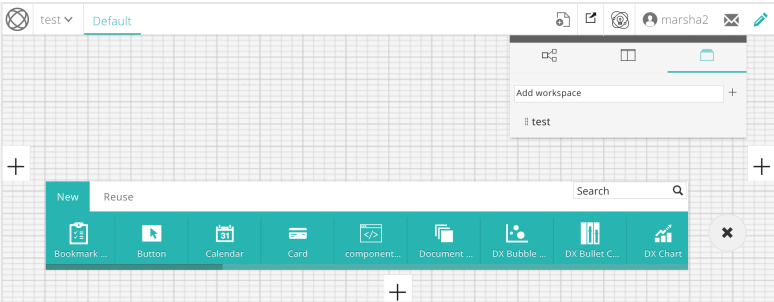 test
Default
marsha2
Add workspace
test
New
Reuse
Search
31
</>
Bookmark ...
Button
Calendar
Card
component...
Document ...
DX Bubble ...
DX Bullet C...
DX Chart